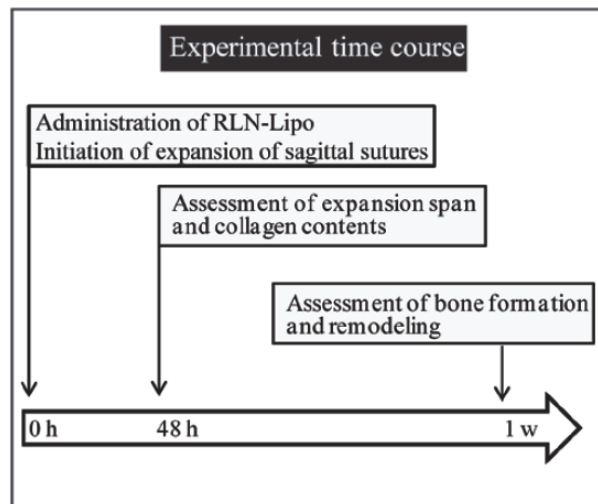 Experimental time course
Administration of RLN-Lipo
Initiation of expansion of sagittal sutures
Assessment of expansion span
and collagen contents
Assessment of bone formation
and remodeling
0 h 48 h 1 w